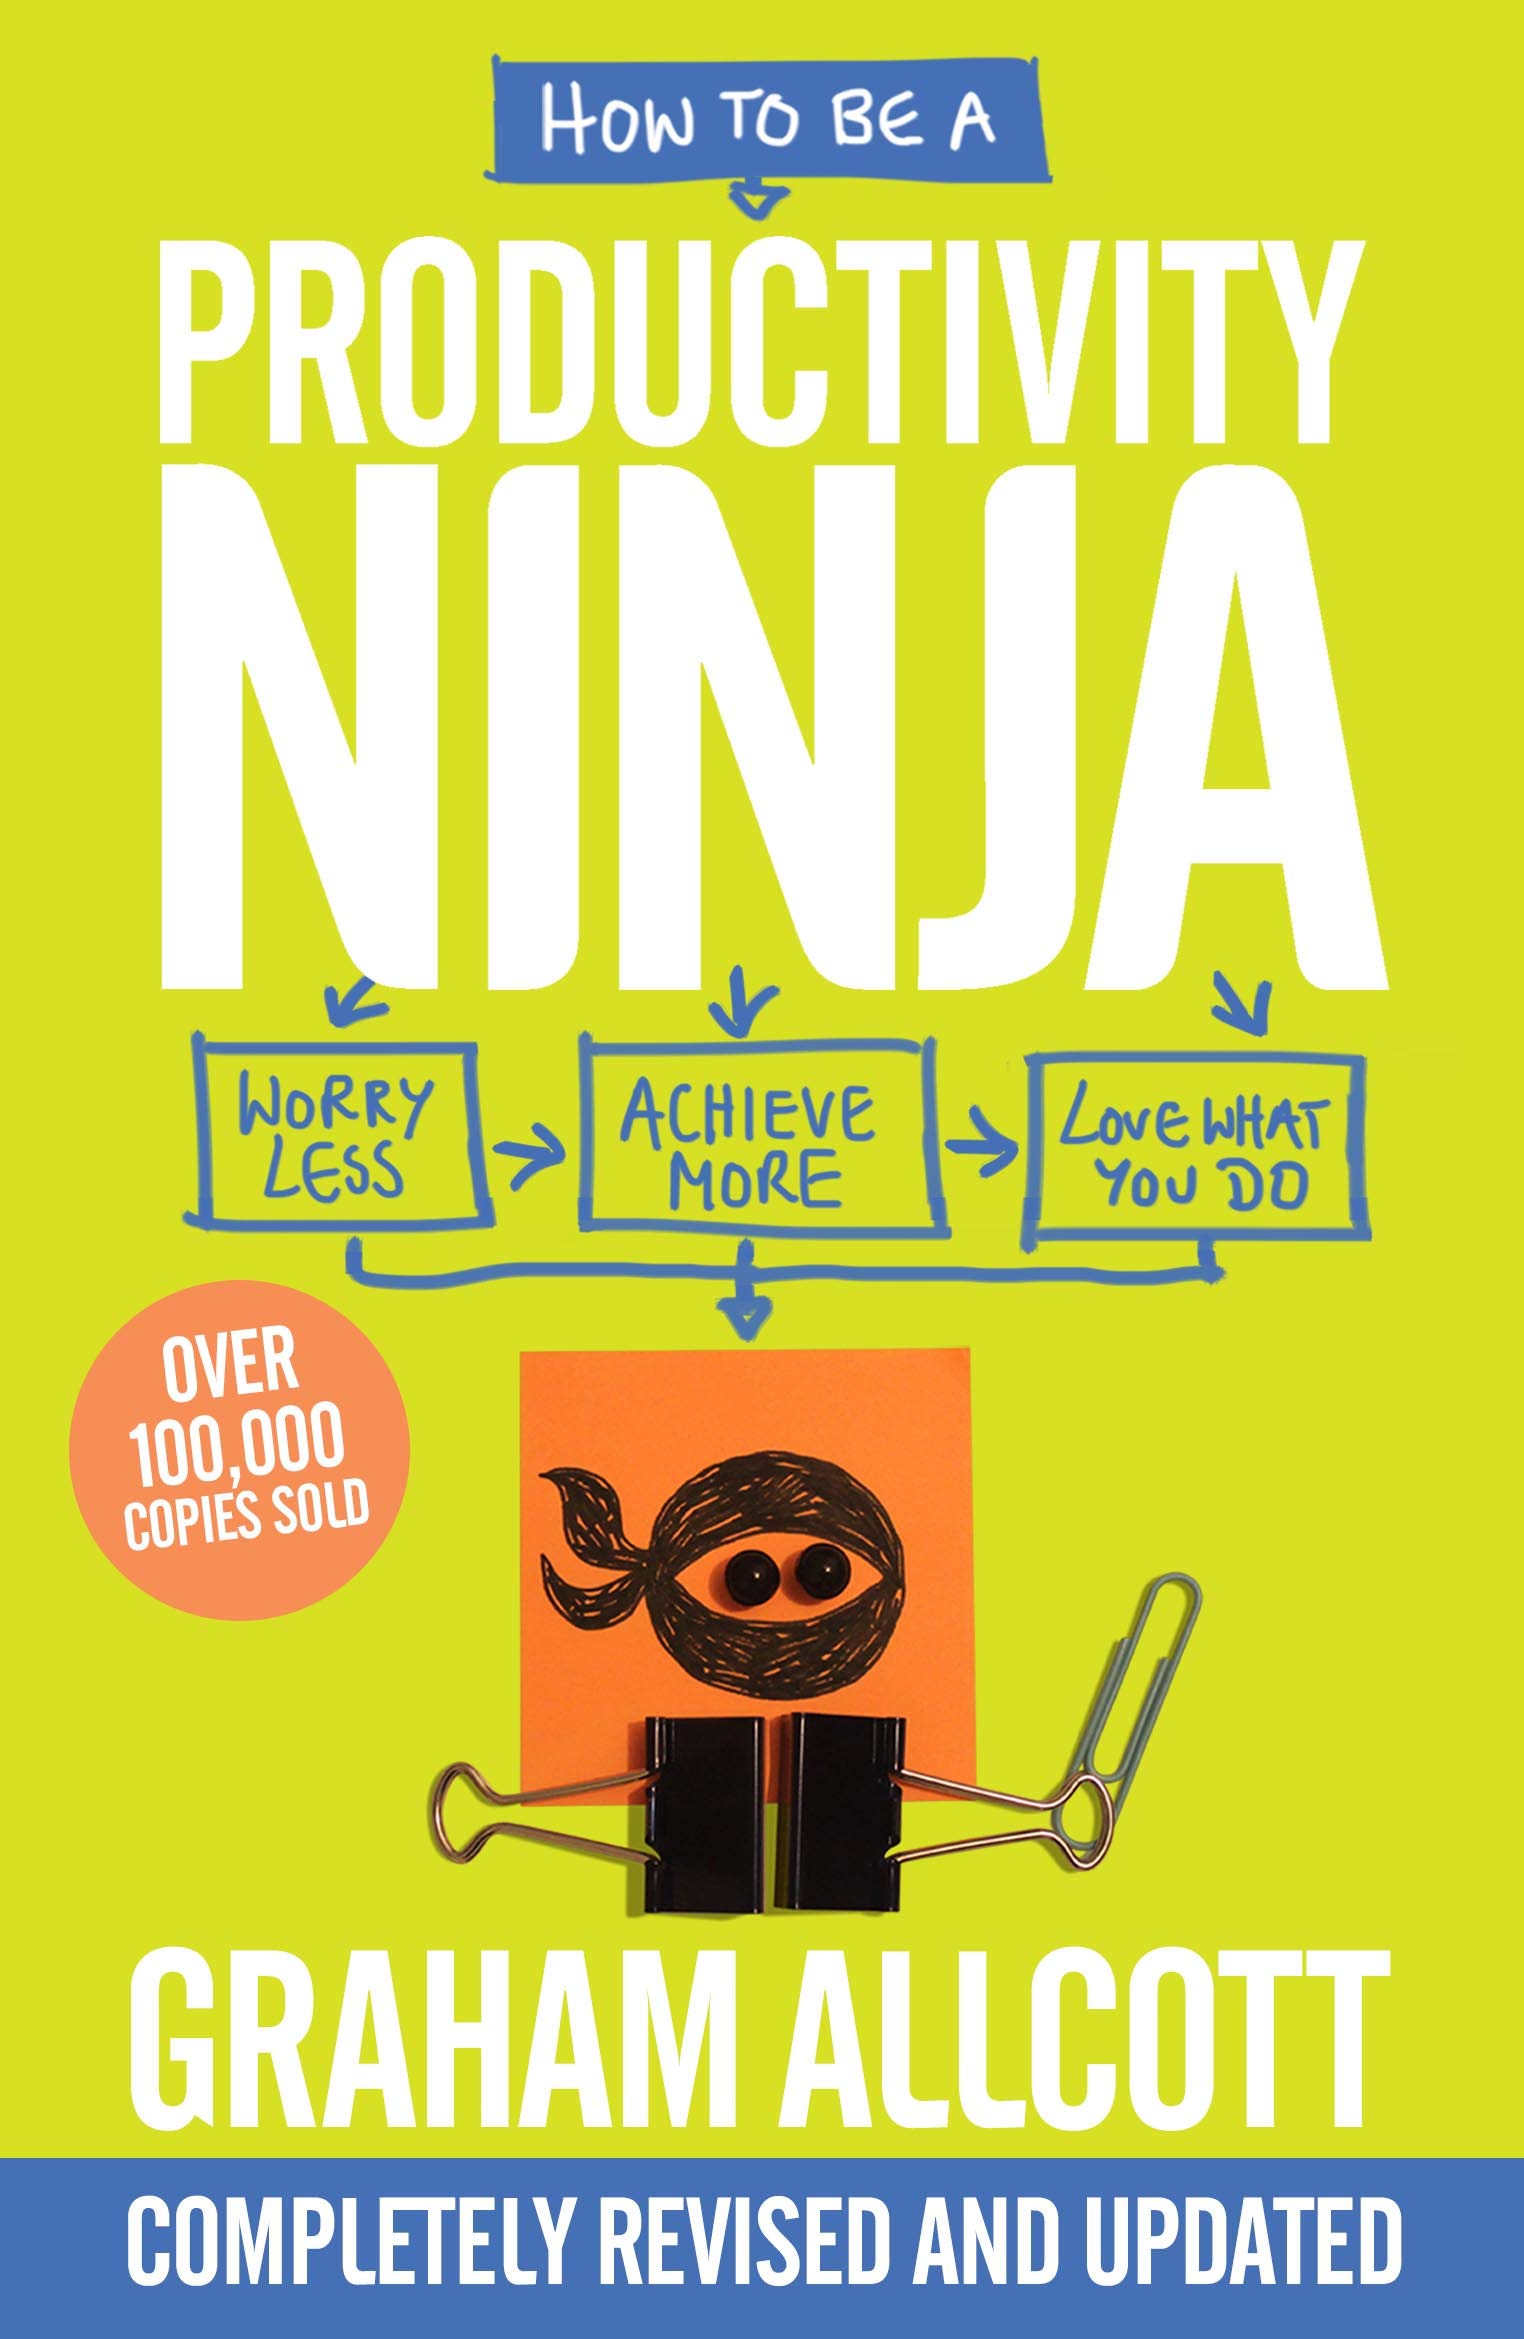 HOW TO BE A
PRODUCTIVITY
NINJA
WORRY
LESS
ACHIEVE
MORE
LOVE WHAT
YOU DO
OVER
100,000
COPIES SOLD
GRAHAM ALLCOTT
COMPLETELY REVISED AND UPDATED